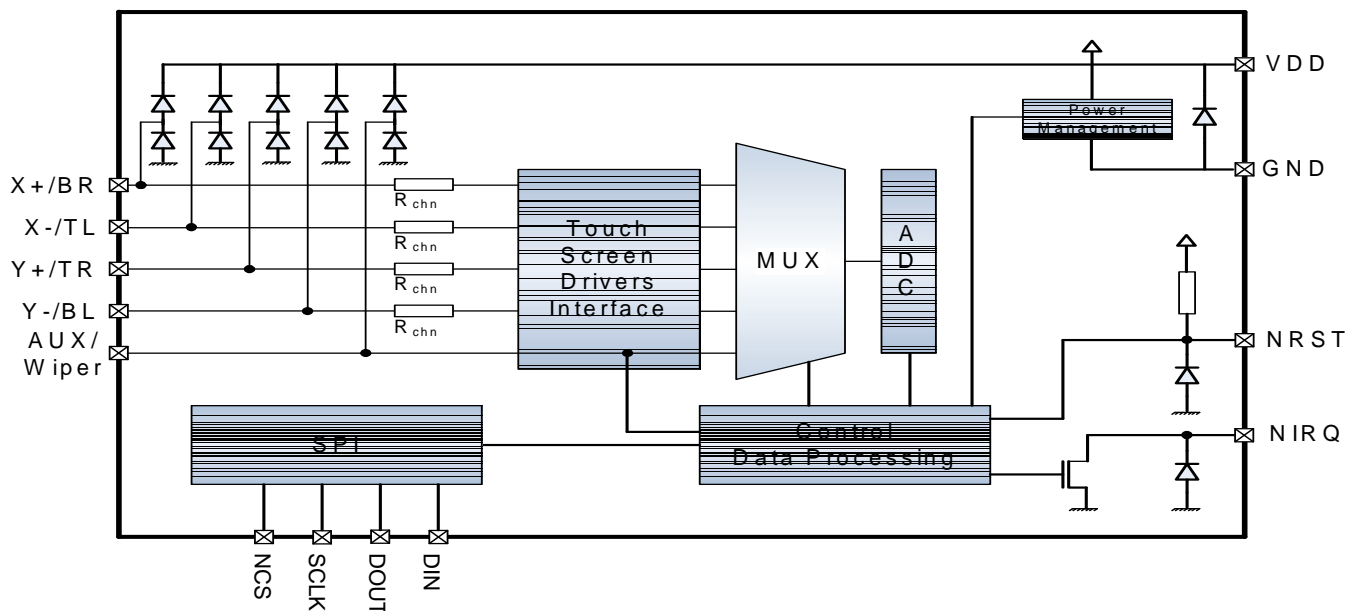 VDD
Power
Management
GND
X+/BR
Rchn
X-/TL
Rchn
Y+/TR
Rchn
Y-/BL
Rchn
AUX/
Wiper
Touch
Screen
Drivers
Interface
MUX
A
D
C
NRST
NIRQ
SPI
Control
Data Processing
NCS
SCLK
DOUT
DIN